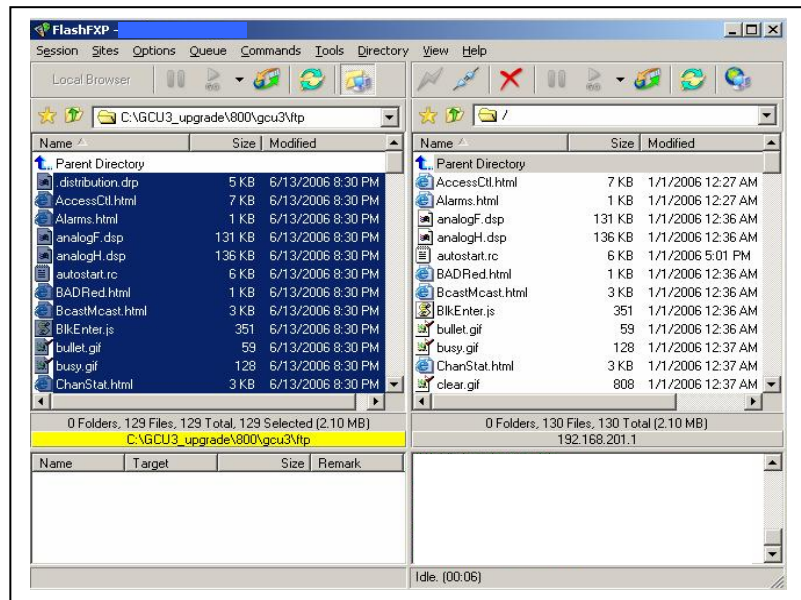 FlashFXP -
Session Sites Options Queue Commands Tools Directory View Help
Local Browser
C:\GCU3_upgrade\800\gcu3\ftp
Name Size Modified
Parent Directory
.distribution.drp 5 KB 6/13/2006 8:30 PM
AccessCtl.html 7 KB 6/13/2006 8:30 PM
Alarms.html 1 KB 6/13/2006 8:30 PM
analogF.dsp 131 KB 6/13/2006 8:30 PM
analogH.dsp 136 KB 6/13/2006 8:30 PM
autostart.rc 6 KB 6/13/2006 8:30 PM
BADRed.html 1 KB 6/13/2006 8:30 PM
BcastMcast.html 3 KB 6/13/2006 8:30 PM
BlkEnter.js 351 6/13/2006 8:30 PM
bullet.gif 59 6/13/2006 8:30 PM
busy.gif 128 6/13/2006 8:30 PM
ChanStat.html 3 KB 6/13/2006 8:30 PM
0 Folders, 129 Files, 129 Total, 129 Selected (2.10 MB)
C:\GCU3_upgrade\800\gcu3\ftp
Name Target Size Remark
/
Name Size Modified
Parent Directory
AccessCtl.html 7 KB 1/1/2006 12:27 AM
Alarms.html 1 KB 1/1/2006 12:27 AM
analogF.dsp 131 KB 1/1/2006 12:36 AM
analogH.dsp 136 KB 1/1/2006 12:36 AM
autostart.rc 6 KB 1/1/2006 5:01 PM
BADRed.html 1 KB 1/1/2006 12:36 AM
BcastMcast.html 3 KB 1/1/2006 12:36 AM
BlkEnter.js 351 1/1/2006 12:36 AM
bullet.gif 59 1/1/2006 12:36 AM
busy.gif 128 1/1/2006 12:37 AM
ChanStat.html 3 KB 1/1/2006 12:37 AM
clear.gif 808 1/1/2006 12:37 AM
0 Folders, 130 Files, 130 Total (2.10 MB)
192.168.201.1
Idle. (00:06)